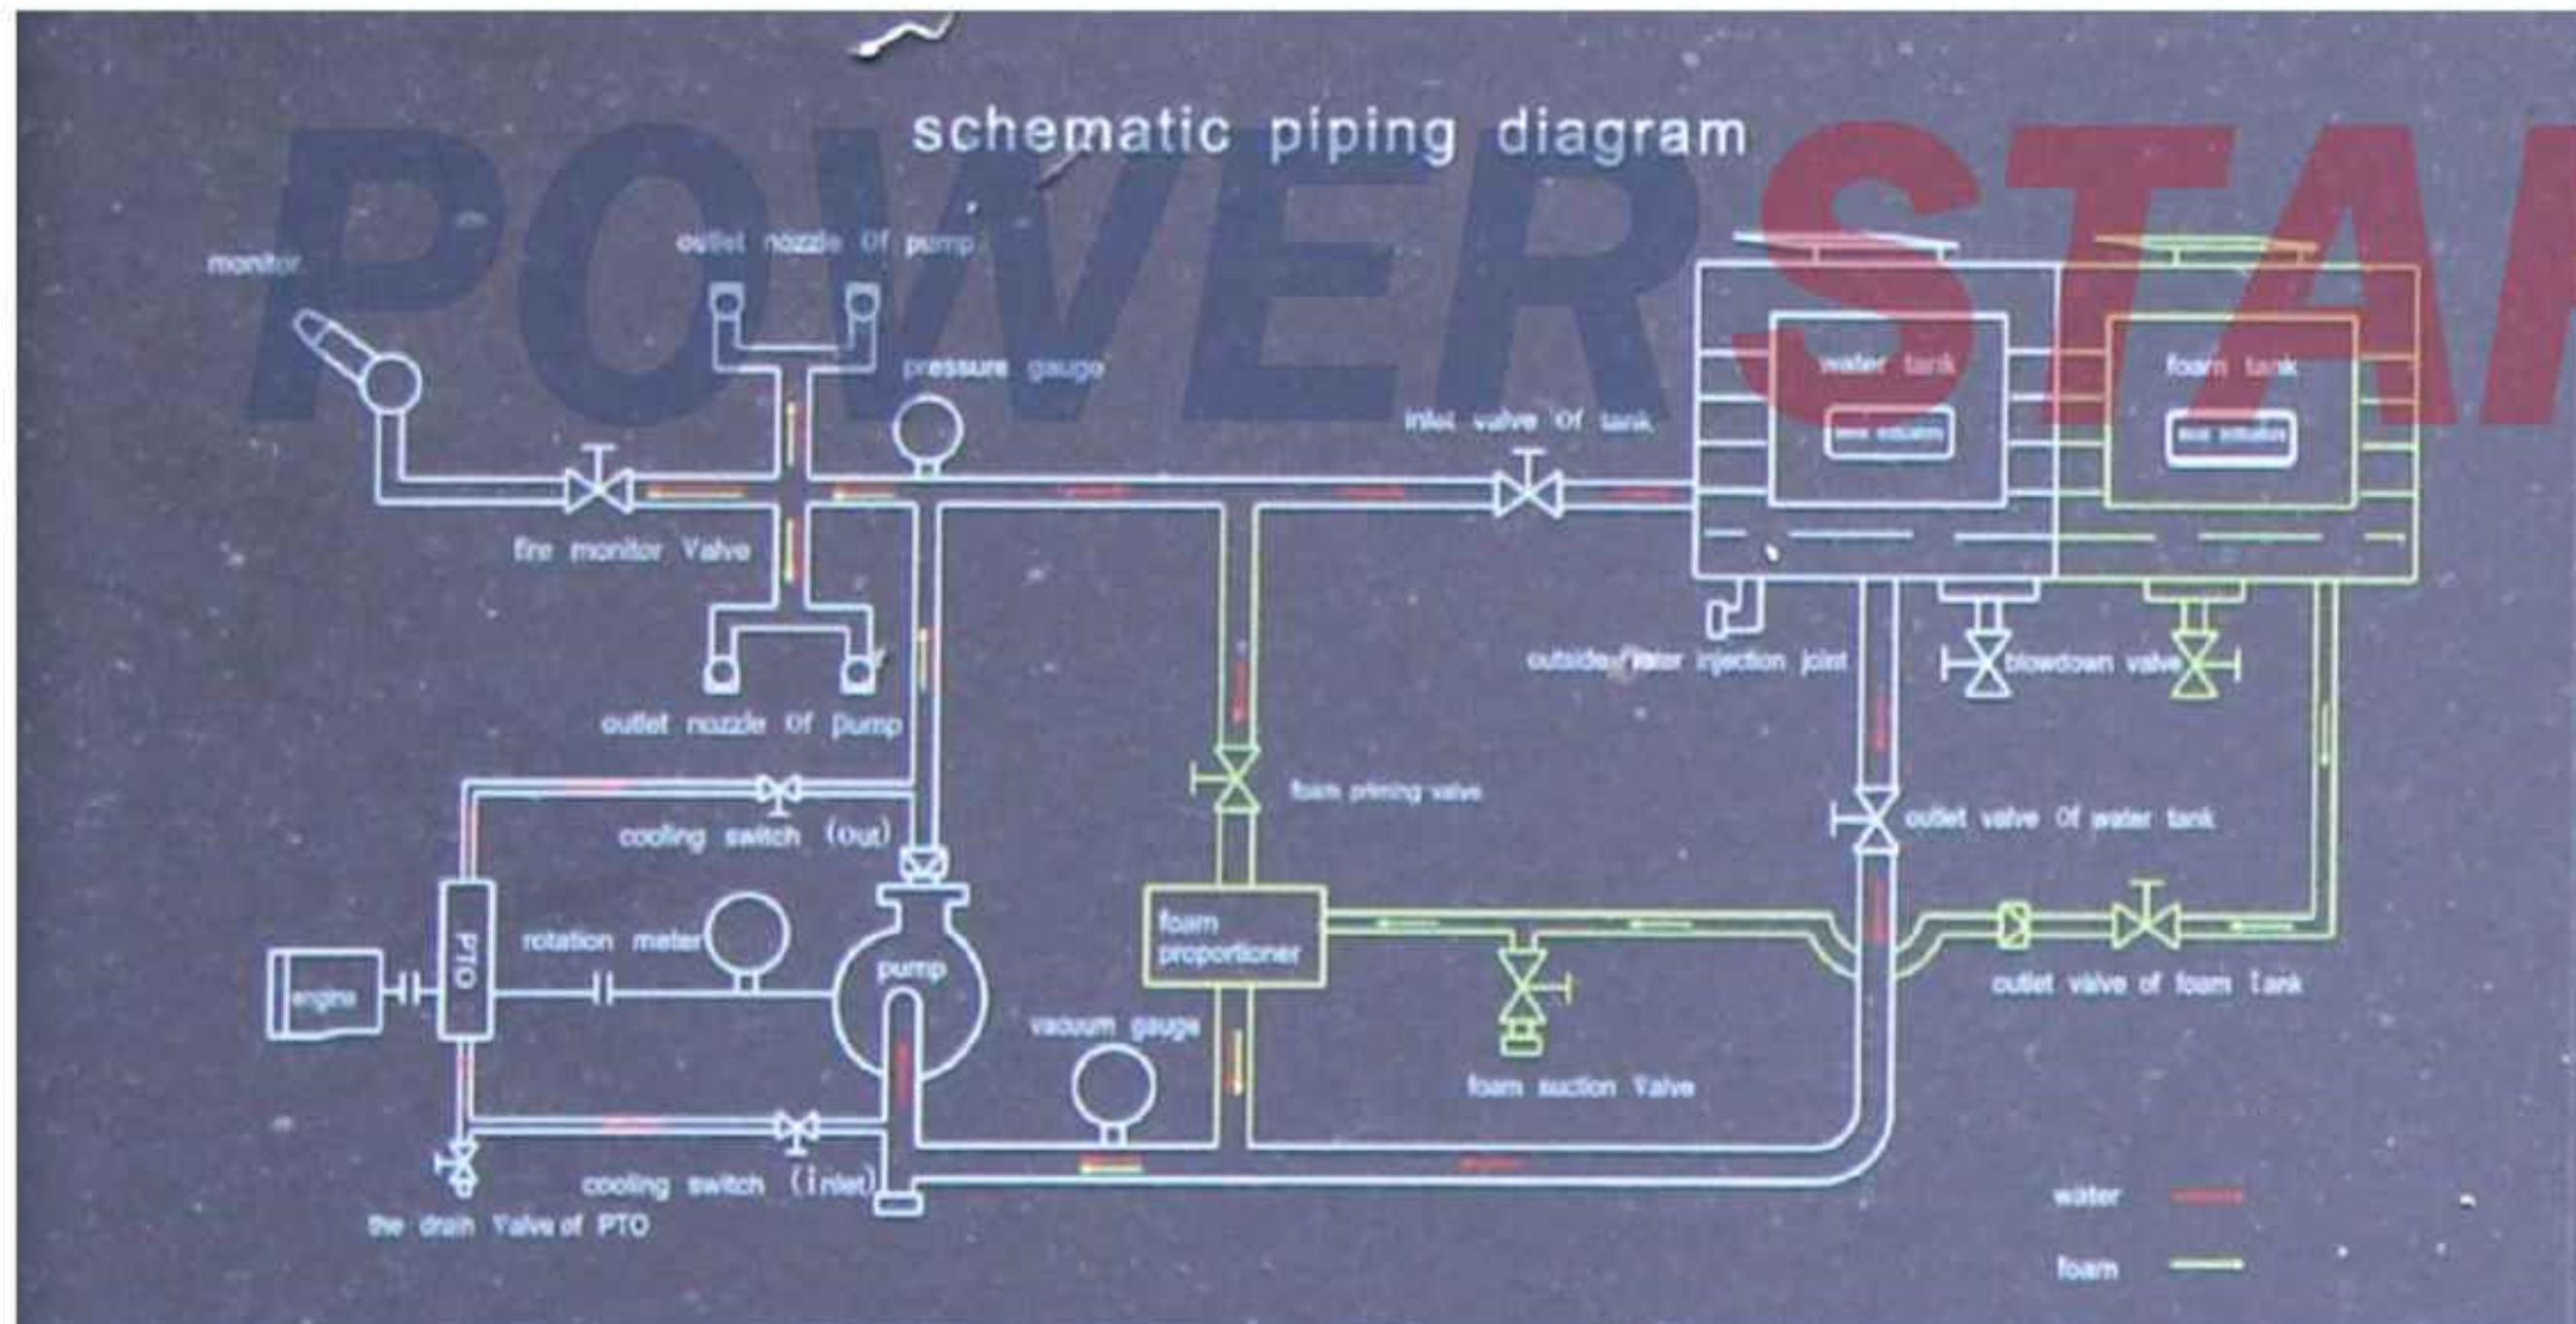 POWERSTAR
schematic piping diagram
monitor
outlet nozzle Of pump
pressure gauge
inlet valve Of tank
water tank
foam tank
fire monitor Valve
outside water injection joint
blowdown valve
outlet nozzle Of pump
foam priming valve
outlet valve Of water tank
cooling switch (Out)
foam
proportioner
rotation meter
PTO
pump
engine
outlet valve of foam tank
vacuum gauge
foam suction Valve
cooling switch (inlet)
the drain Valve of PTO
water
foam